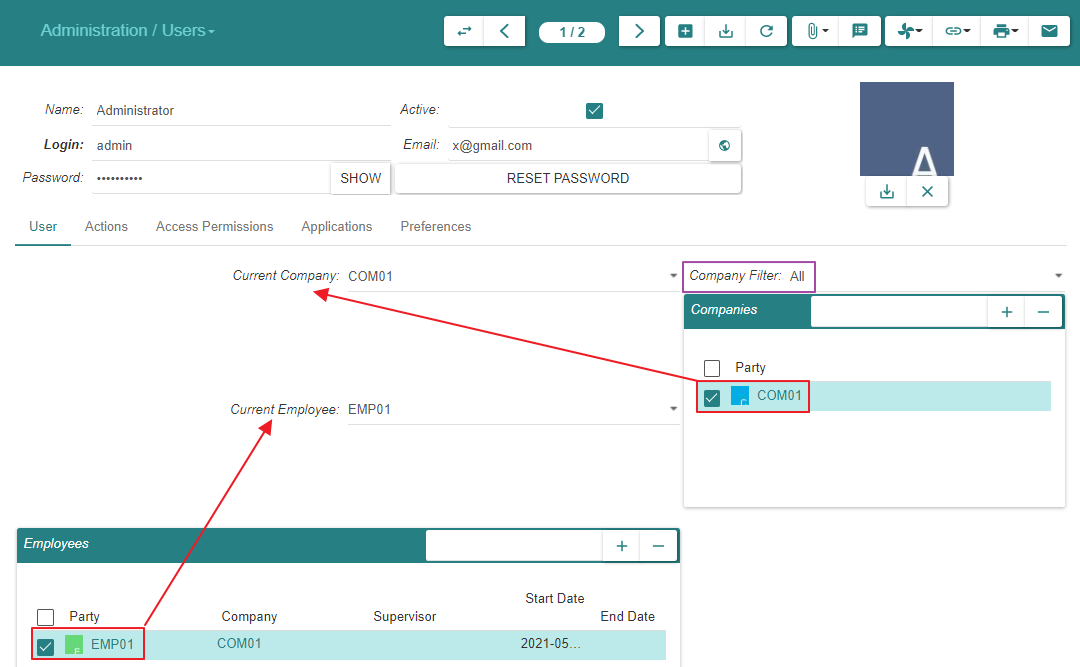 Administration / Users
1 / 2
Name: Administrator Active:
A
Login: admin Email: x@gmail.com
Password: •••••••••• SHOW RESET PASSWORD
User Actions Access Permissions Applications Preferences
Current Company: COM01 Company Filter: All
Companies
Party
C COM01
Current Employee: EMP01
Employees
Start Date
Party Company Supervisor End Date
E EMP01 COM01 2021-05...